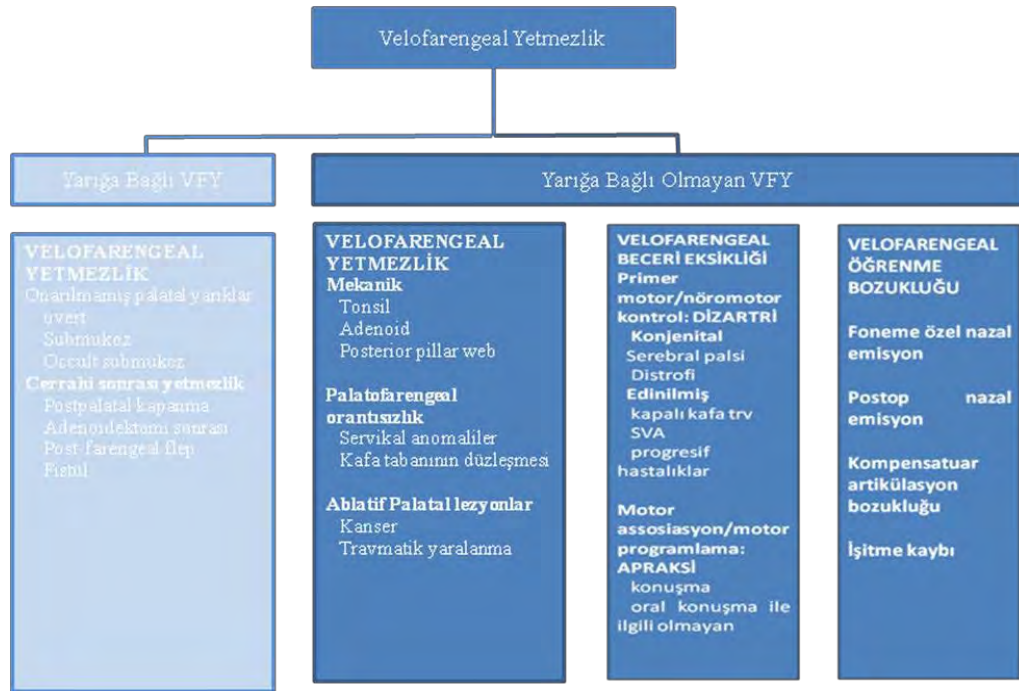 Velofarengeal Yetmezlik
Yarığa Bağlı VFY
Yarığa Bağlı Olmayan VFY
VELOFARENGEAL
YETMEZLİK
Onarılmamış palatal yarıklar
overt
Submukoz
Occult submukoz
Cerrahi sonrası yetmezlik
Postpalatal kapanma
Adenoidektomi sonrası
Post-farengeal flep
Fistül
VELOFARENGEAL
YETMEZLİK
Mekanik
Tonsil
Adenoid
Posterior pillar web
Palatofarengeal
orantısızlık
Servikal anomaliler
Kafa tabanının düzleşmesi
Ablatif Palatal lezyonlar
Kanser
Travmatik yaralanma
VELOFARENGEAL
BECERİ EKSİKLİĞİ
Primer
motor/nöromotor
kontrol: DİZARTRİ
Konjenital
Serebral palsi
Distrofi
Edinilmiş
kapalı kafa trv
SVA
progresif
hastalıklar
Motor
assosiasyon/motor
programlama:
APRAKSİ
konuşma
oral konuşma ile
ilgili olmayan
VELOFARENGEAL
ÖĞRENME
BOZUKLUĞU
Foneme özel nazal
emisyon
Postop nazal
emisyon
Kompensatuar
artikülasyon
bozukluğu
İşitme kaybı